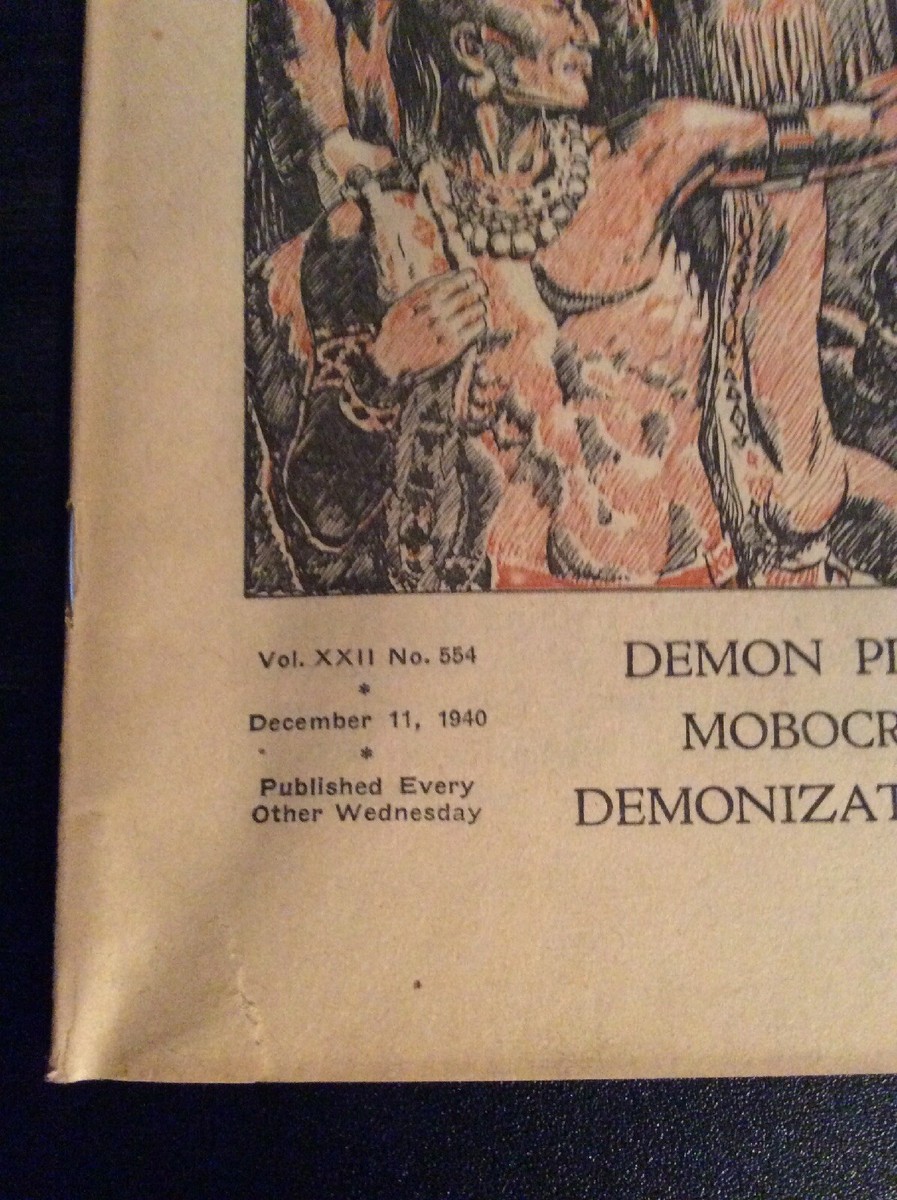 Vol. XXII No. 554
*
December 11, 1940
*
Published Every
Other Wednesday
DEMON
MOBOCR
DEMONIZAT